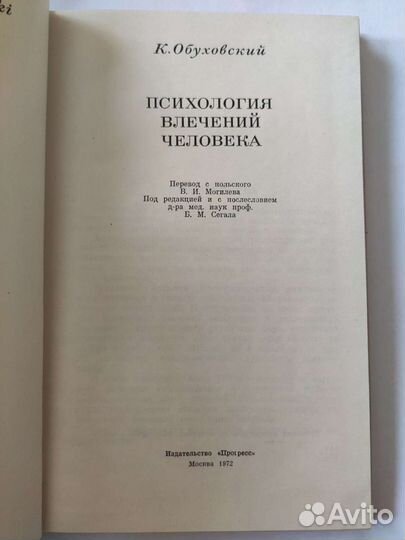 ki
К. Обуховский
ПСИХОЛОГИЯ
ВЛЕЧЕНИЙ
ЧЕЛОВЕКА
Перевод с польского
В. И. Могилева
Под редакцией и с послесловием
д-ра мед. наук проф.
Б. М. Сегала
Издательство «Прогресс»
Москва 1972
Avito